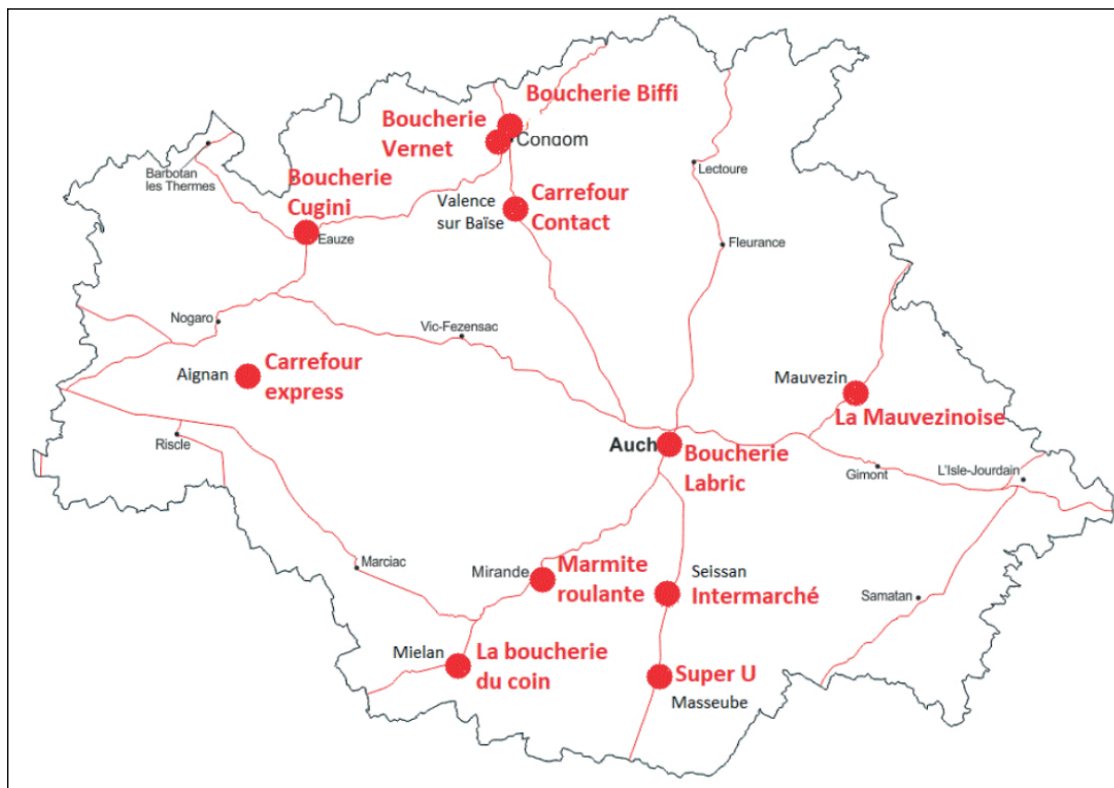 Boucherie Biffi
Boucherie
Vernet
Condom
Barbotan
les Thermes
Lectoure
Boucherie
Cugini
Valence
sur Baïse
Carrefour
Contact
Eauze
Fleurance
Nogaro
Vic-Fezensac
Aignan
Carrefour
express
Mauvezin
La Mauvezinoise
Riscle
Auch
Boucherie
Labric
Gimont
L'Isle-Jourdain
Marciac
Mirande
Marmite
roulante
Seissan
Intermarché
Samatan
Mielan
La boucherie
du coin
Super U
Masseube